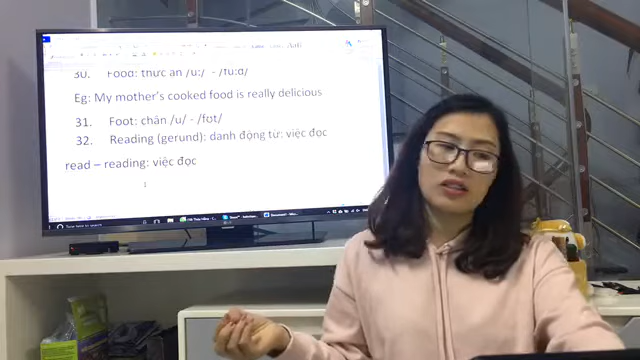 30. Food: thức ăn /u:/ - /fu:d/
Eg: My mother's cooked food is really delicious
31. Foot: chân /u/ - /fʊt/
32. Reading (gerund): danh động từ: việc đọc
read – reading: việc đọc